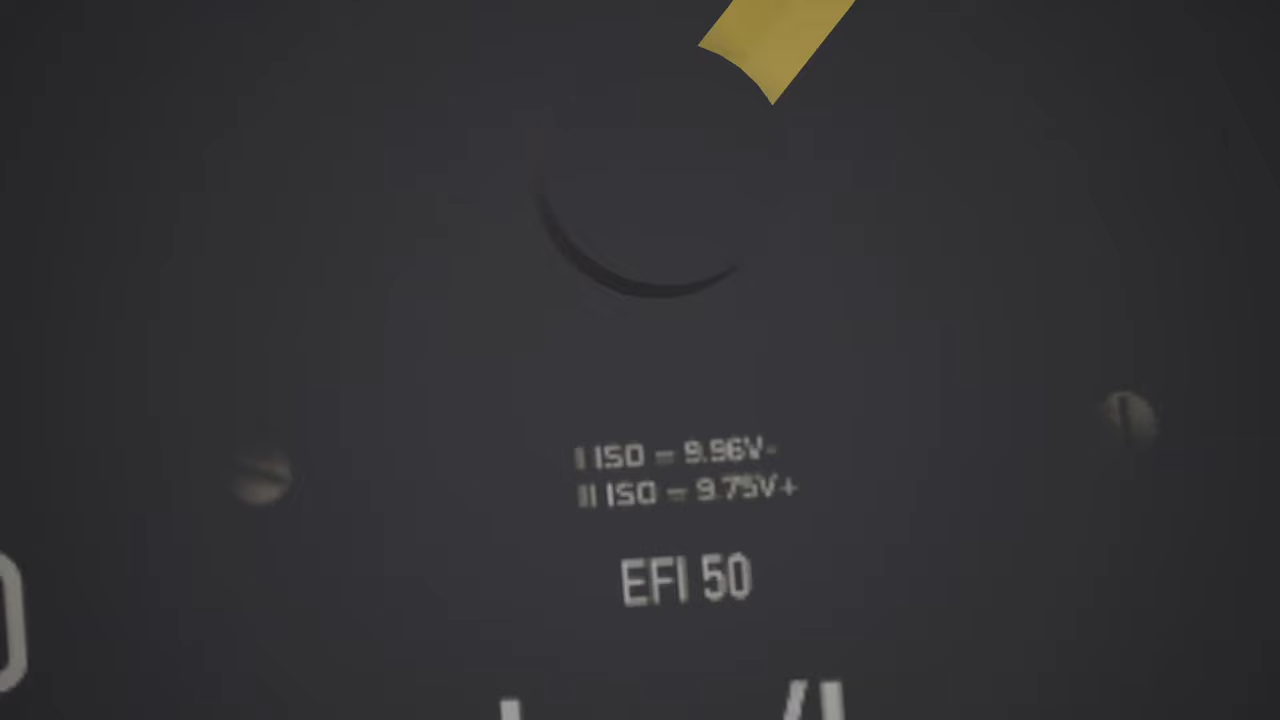 I ISO = 9.96V-
II ISO = 9.75V+
EFI 50